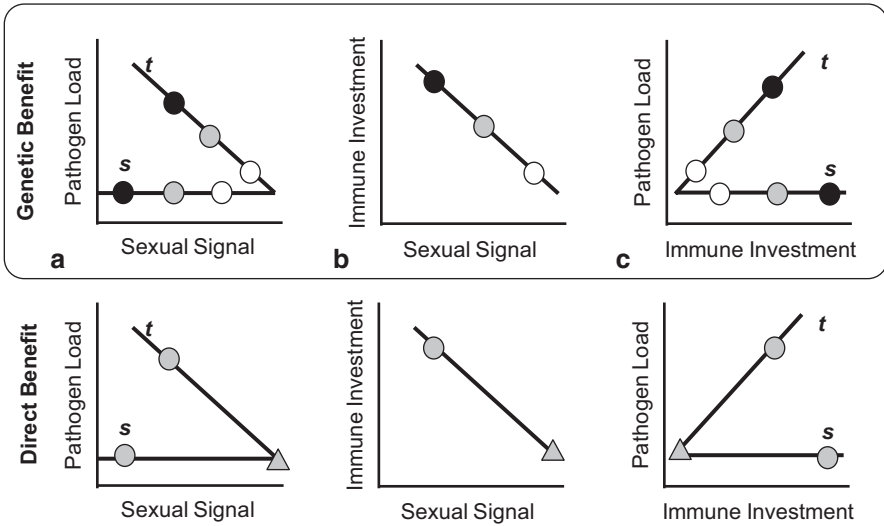 Genetic Benefit
Pathogen Load
t
s
Sexual Signal
a
Immune Investment
Sexual Signal
b
Pathogen Load
t
s
Immune Investment
c
Direct Benefit
Pathogen Load
t
s
Sexual Signal
Immune Investment
Sexual Signal
Pathogen Load
t
s
Immune Investment